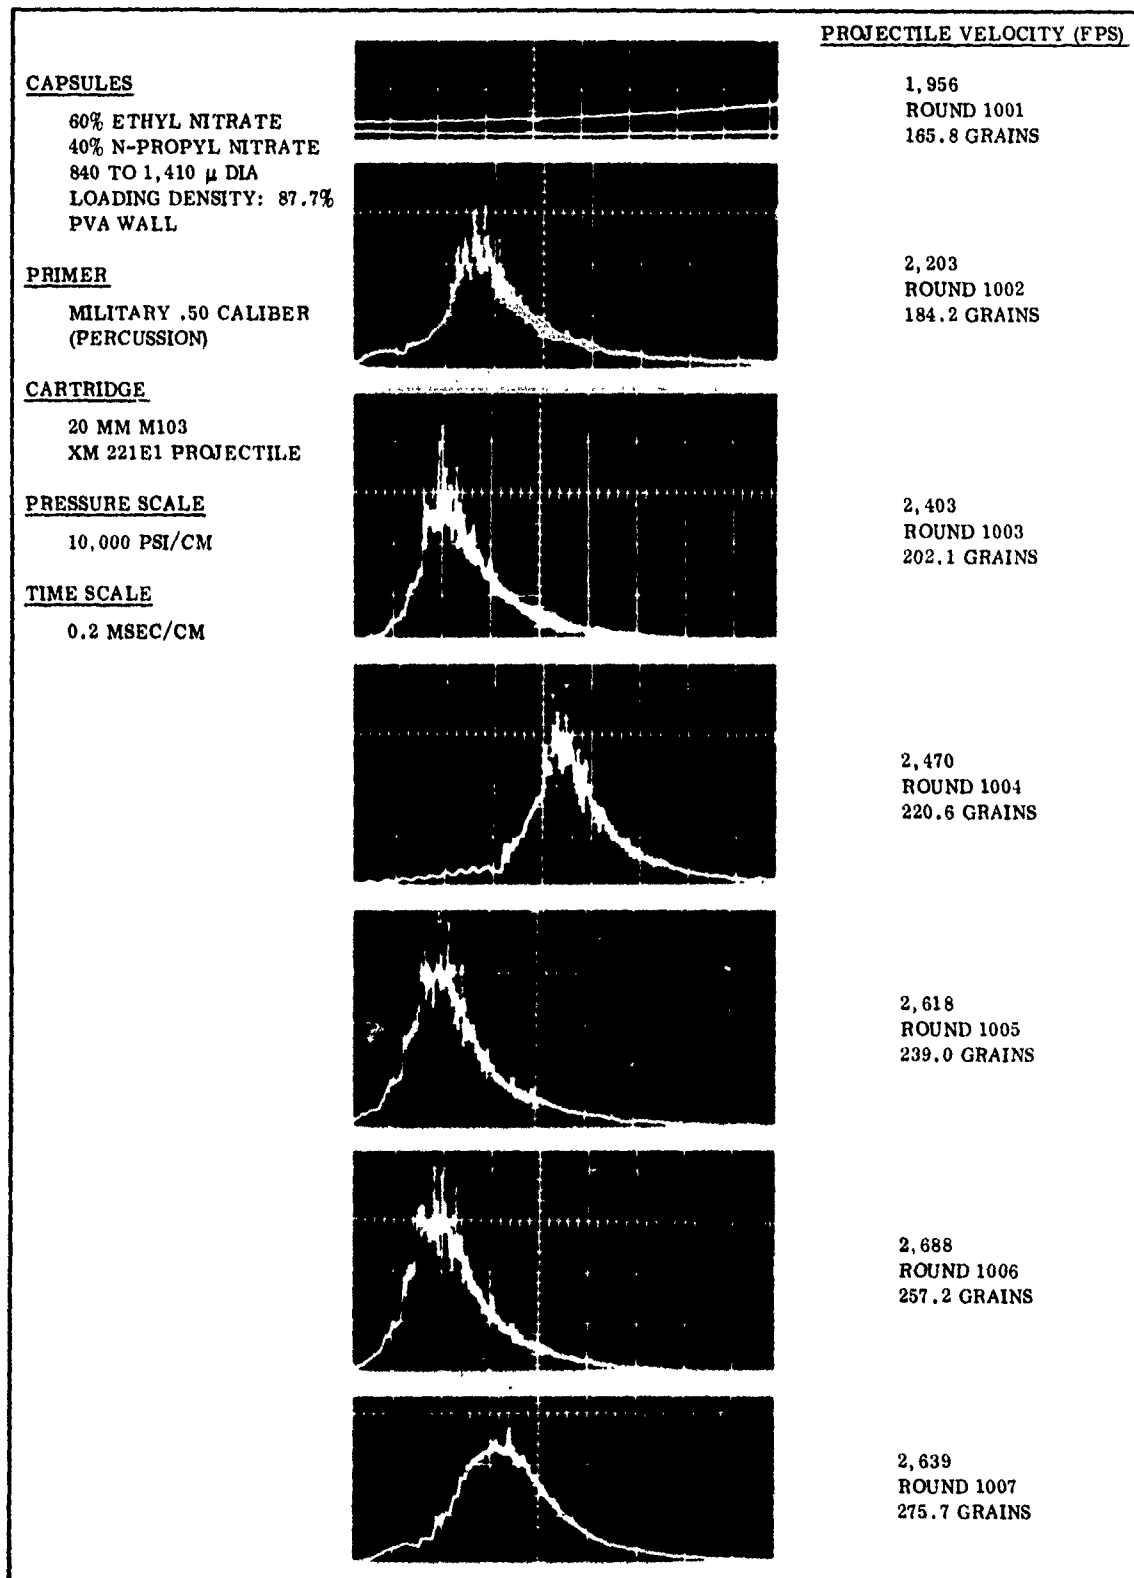 PROJECTILE VELOCITY (FPS)
CAPSULES
60% ETHYL NITRATE
40% N-PROPYL NITRATE
840 TO 1,410 μ DIA
LOADING DENSITY: 87.7%
PVA WALL
PRIMER
MILITARY .50 CALIBER
(PERCUSSION)
CARTRIDGE
20 MM M103
XM 221E1 PROJECTILE
PRESSURE SCALE
10,000 PSI/CM
TIME SCALE
0.2 MSEC/CM
1,956
ROUND 1001
165.8 GRAINS
2,203
ROUND 1002
184.2 GRAINS
2,403
ROUND 1003
202.1 GRAINS
2,470
ROUND 1004
220.6 GRAINS
2,618
ROUND 1005
239.0 GRAINS
2,688
ROUND 1006
257.2 GRAINS
2,639
ROUND 1007
275.7 GRAINS